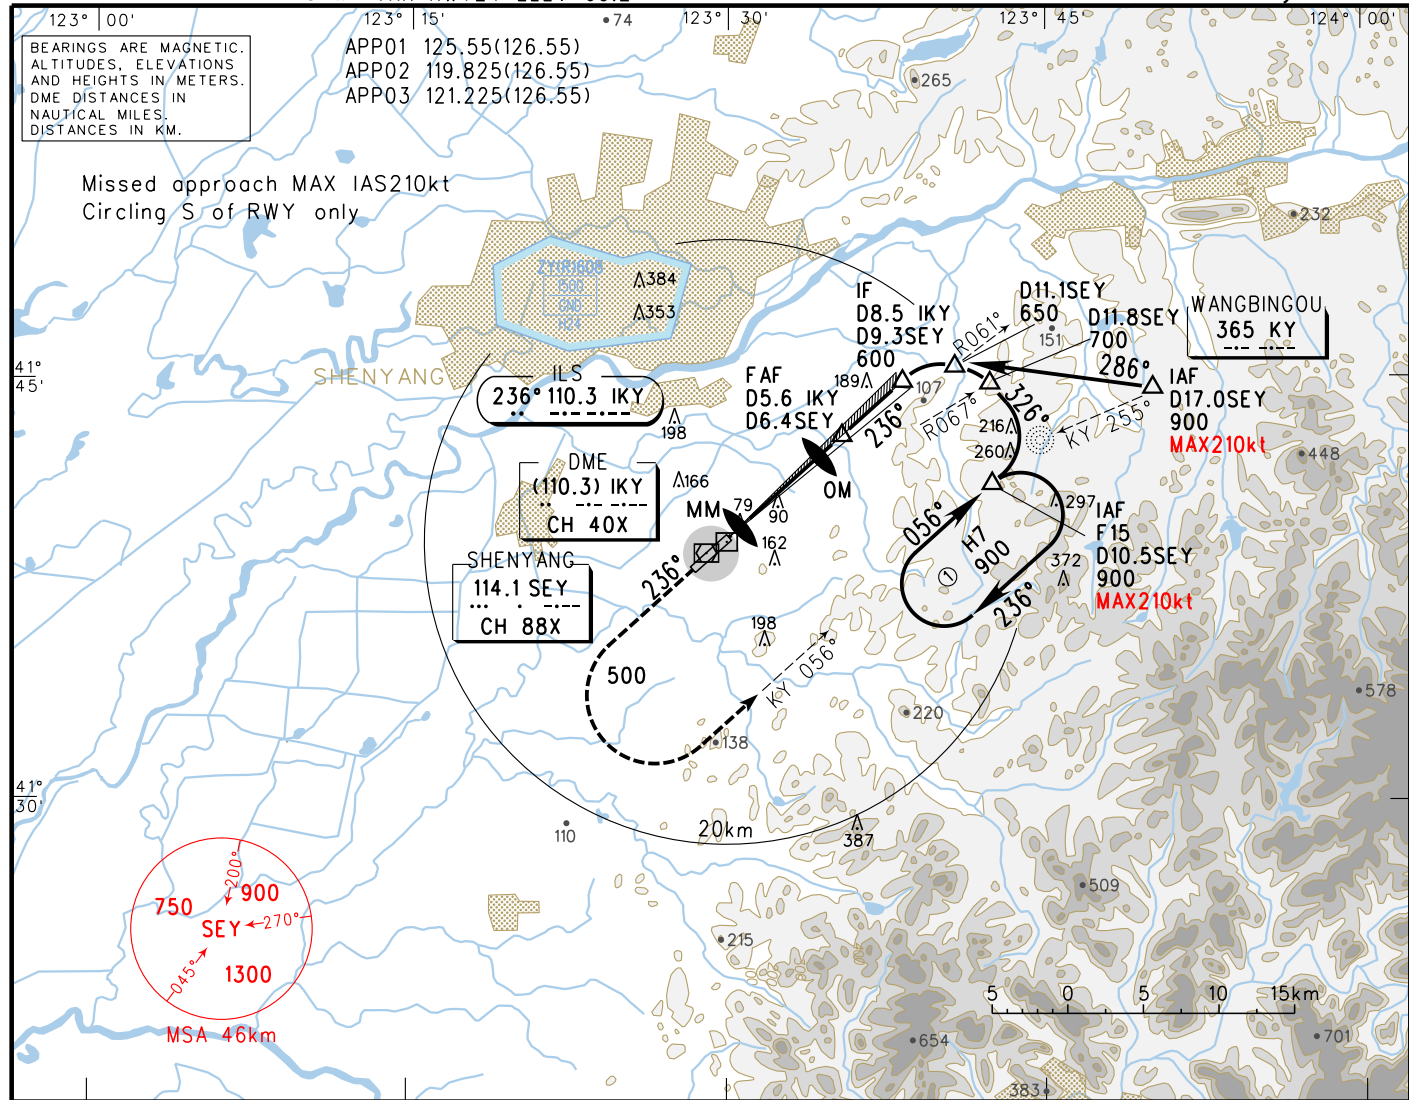 123° 00'
123° 15'
74
123° 30'
123° 45'
124° 00'
BEARINGS ARE MAGNETIC.
ALTITUDES, ELEVATIONS
AND HEIGHTS IN METERS.
DME DISTANCES IN
NAUTICAL MILES.
DISTANCES IN KM.
APP01 125.55(126.55)
APP02 119.825(126.55)
APP03 121.225(126.55)
265
Missed approach MAX IAS210kt
Circling S of RWY only
232
ZY(R)608
1500
GND
H24
384
353
IF
D8.5 IKY
D9.3SEY
600
D11.1SEY
650
D11.8SEY
700
151
WANGBINGOU
365 KY
R061°
286°
41°
45'
SHENYANG
ILS
236° 110.3 IKY
FAF
D5.6 IKY
D6.4SEY
189
107
236°
R067°
326°
KY 255°
IAF
D17.0SEY
900
MAX210kt
198
216
260
448
DME
(110.3) IKY
CH 40X
166
OM
MM
79
90
162
297
IAF
F15
D10.5SEY
900
MAX210kt
056°
H7
900
1
236°
372
SHENYANG
114.1 SEY
CH 88X
236°
198
500
KY 056°
578
220
138
41°
30'
110
20km
387
509
750
900
200°
SEY
270°
045°
1300
MSA 46km
215
5 0 5 10 15km
654
701
383